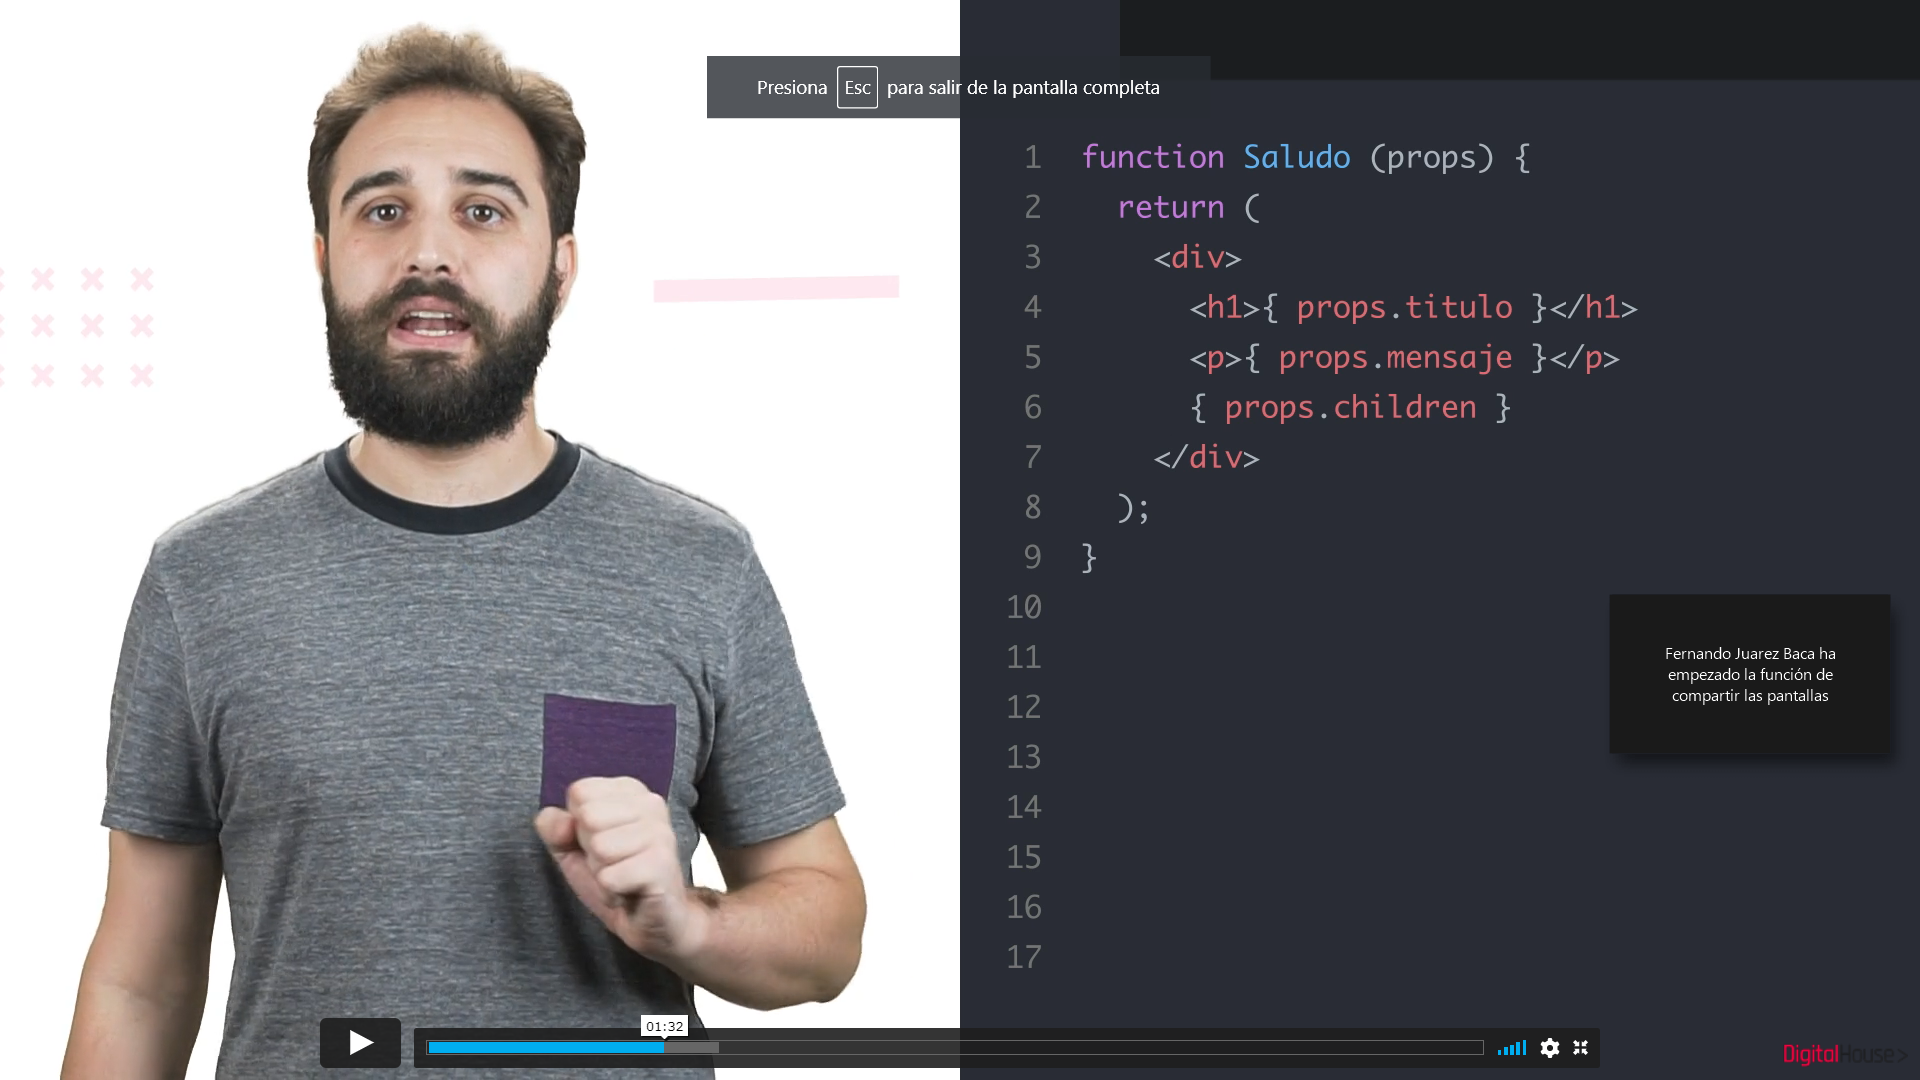 Presiona Esc para salir de la pantalla completa
1 function Saludo (props) {
2 return (
3 <div>
4 <h1>{ props.titulo }</h1>
5 <p>{ props.mensaje }</p>
6 { props.children }
7 </div>
8 );
9 }
10
11
12
13
14
15
16
17
Fernando Juarez Baca ha
empezado la función de
compartir las pantallas
01:32
DigitalHouse>